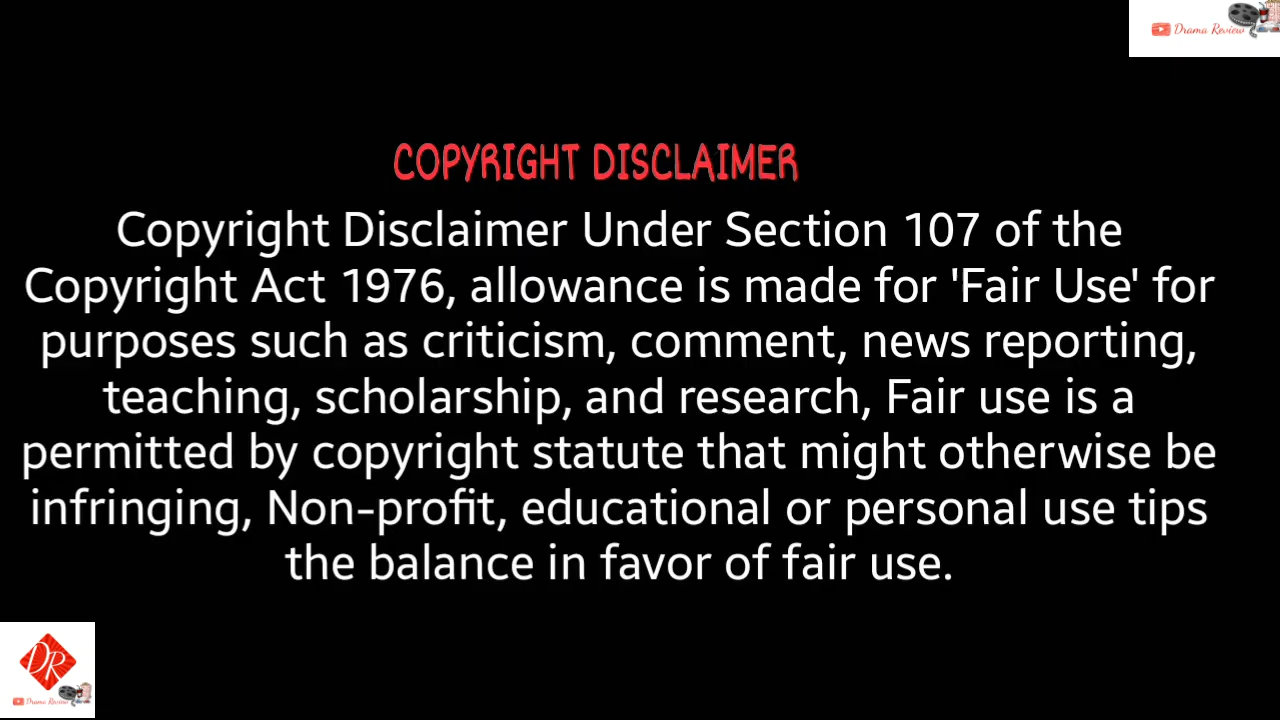 Drama Review
COPYRIGHT DISCLAIMER
Copyright Disclaimer Under Section 107 of the
Copyright Act 1976, allowance is made for 'Fair Use' for
purposes such as criticism, comment, news reporting,
teaching, scholarship, and research, Fair use is a
permitted by copyright statute that might otherwise be
infringing, Non-profit, educational or personal use tips
the balance in favor of fair use.
DR
Drama Review